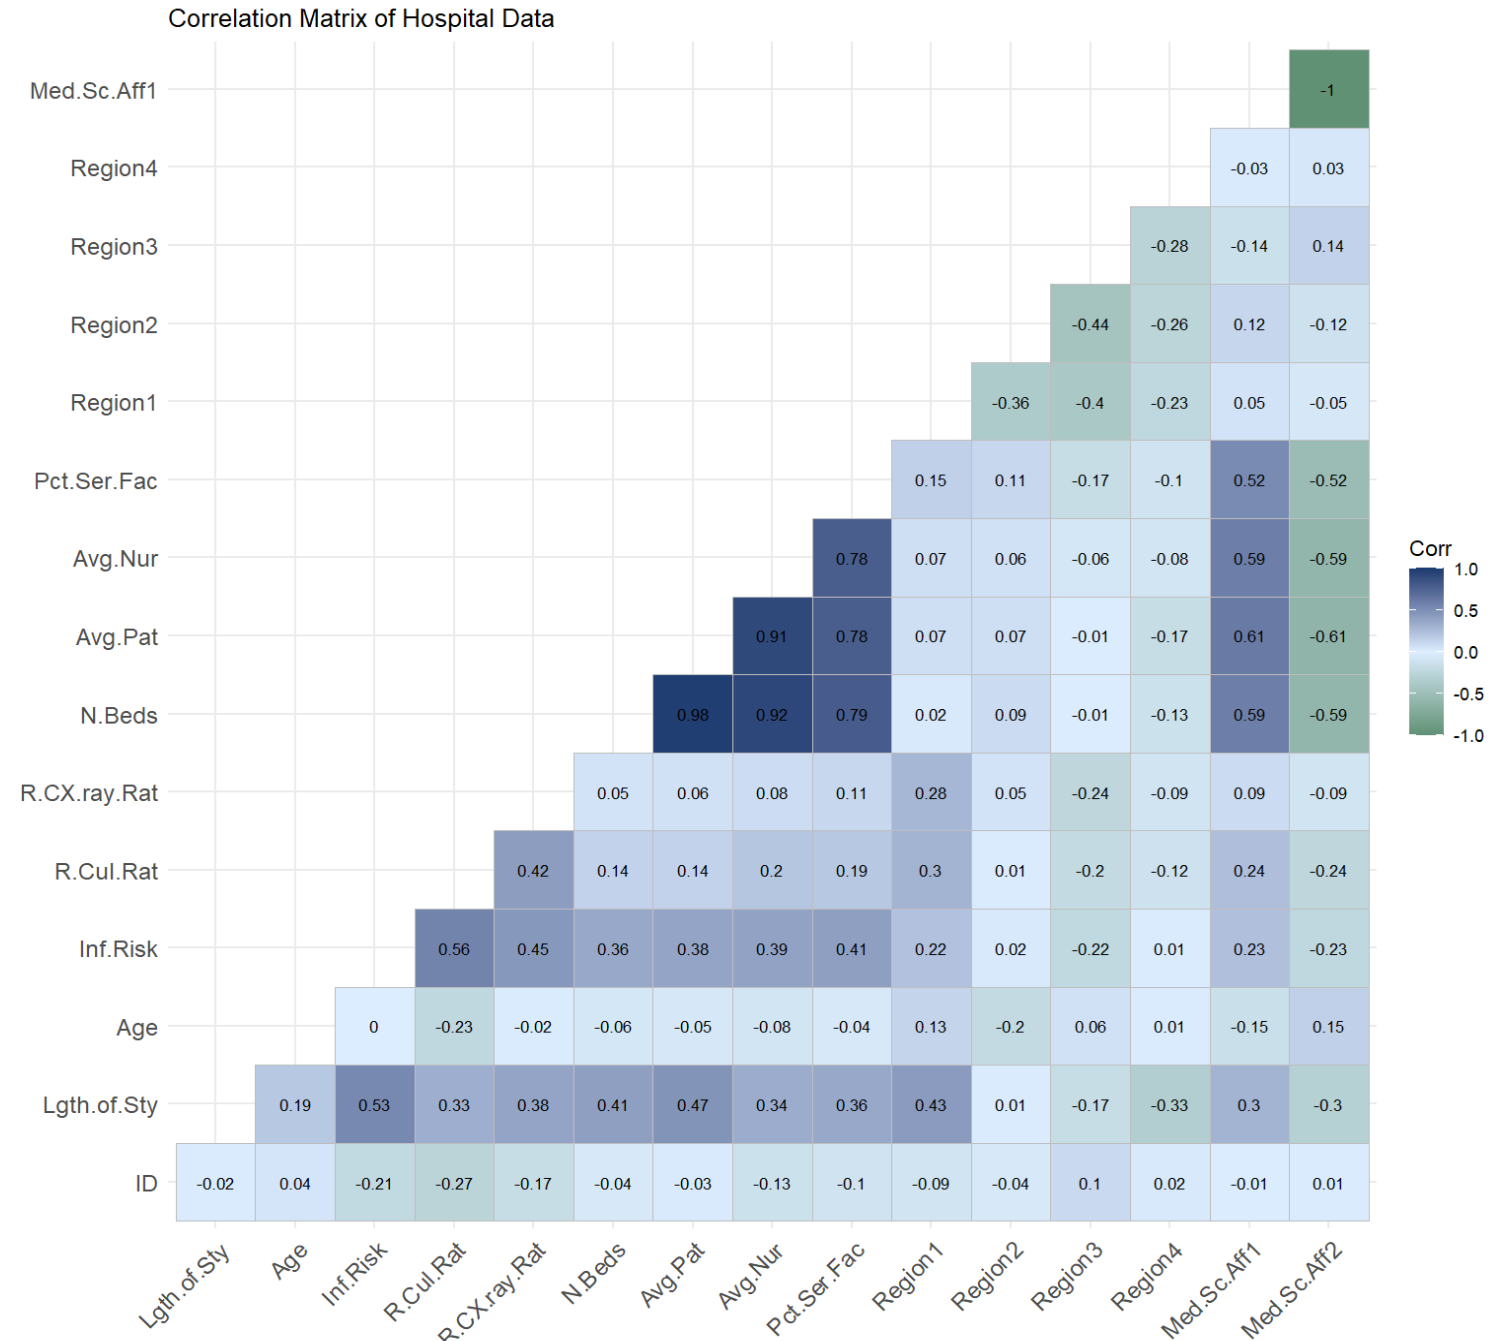 Correlation Matrix of Hospital Data
Med.Sc.Aff1 -1
Region4 -0.03 0.03
Region3 -0.28 -0.14 0.14
Region2 -0.44 -0.26 0.12 -0.12
Region1 -0.36 -0.4 -0.23 0.05 -0.05
Pct.Ser.Fac 0.15 0.11 -0.17 -0.1 0.52 -0.52
Avg.Nur 0.78 0.07 0.06 -0.06 -0.08 0.59 -0.59
Avg.Pat 0.91 0.78 0.07 0.07 -0.01 -0.17 0.61 -0.61
N.Beds 0.98 0.92 0.79 0.02 0.09 -0.01 -0.13 0.59 -0.59
R.CX.ray.Rat 0.05 0.06 0.08 0.11 0.28 0.05 -0.24 -0.09 0.09 -0.09
R.Cul.Rat 0.42 0.14 0.14 0.2 0.19 0.3 0.01 -0.2 -0.12 0.24 -0.24
Inf.Risk 0.56 0.45 0.36 0.38 0.39 0.41 0.22 0.02 -0.22 0.01 0.23 -0.23
Age 0 -0.23 -0.02 -0.06 -0.05 -0.08 -0.04 0.13 -0.2 0.06 0.01 -0.15 0.15
Lgth.of.Sty 0.19 0.53 0.33 0.38 0.41 0.47 0.34 0.36 0.43 0.01 -0.17 -0.33 0.3 -0.3
ID -0.02 0.04 -0.21 -0.27 -0.17 -0.04 -0.03 -0.13 -0.1 -0.09 -0.04 0.1 0.02 -0.01 0.01
Lgth.of.Sty Age Inf.Risk R.Cul.Rat R.CX.ray.Rat N.Beds Avg.Pat Avg.Nur Pct.Ser.Fac Region1 Region2 Region3 Region4 Med.Sc.Aff1 Med.Sc.Aff2
Corr
1.0
0.5
0.0
-0.5
-1.0